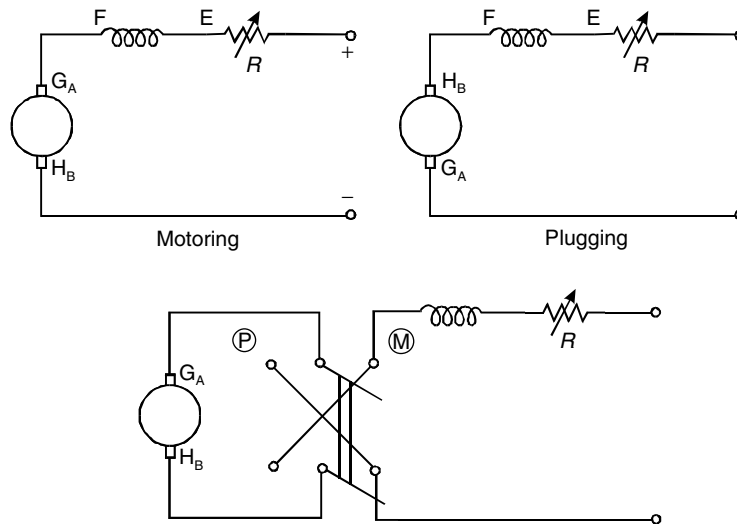 F E
R
+
G_A
H_B
−
Motoring
F E
R
H_B
G_A
Plugging
P M
R
G_A
H_B